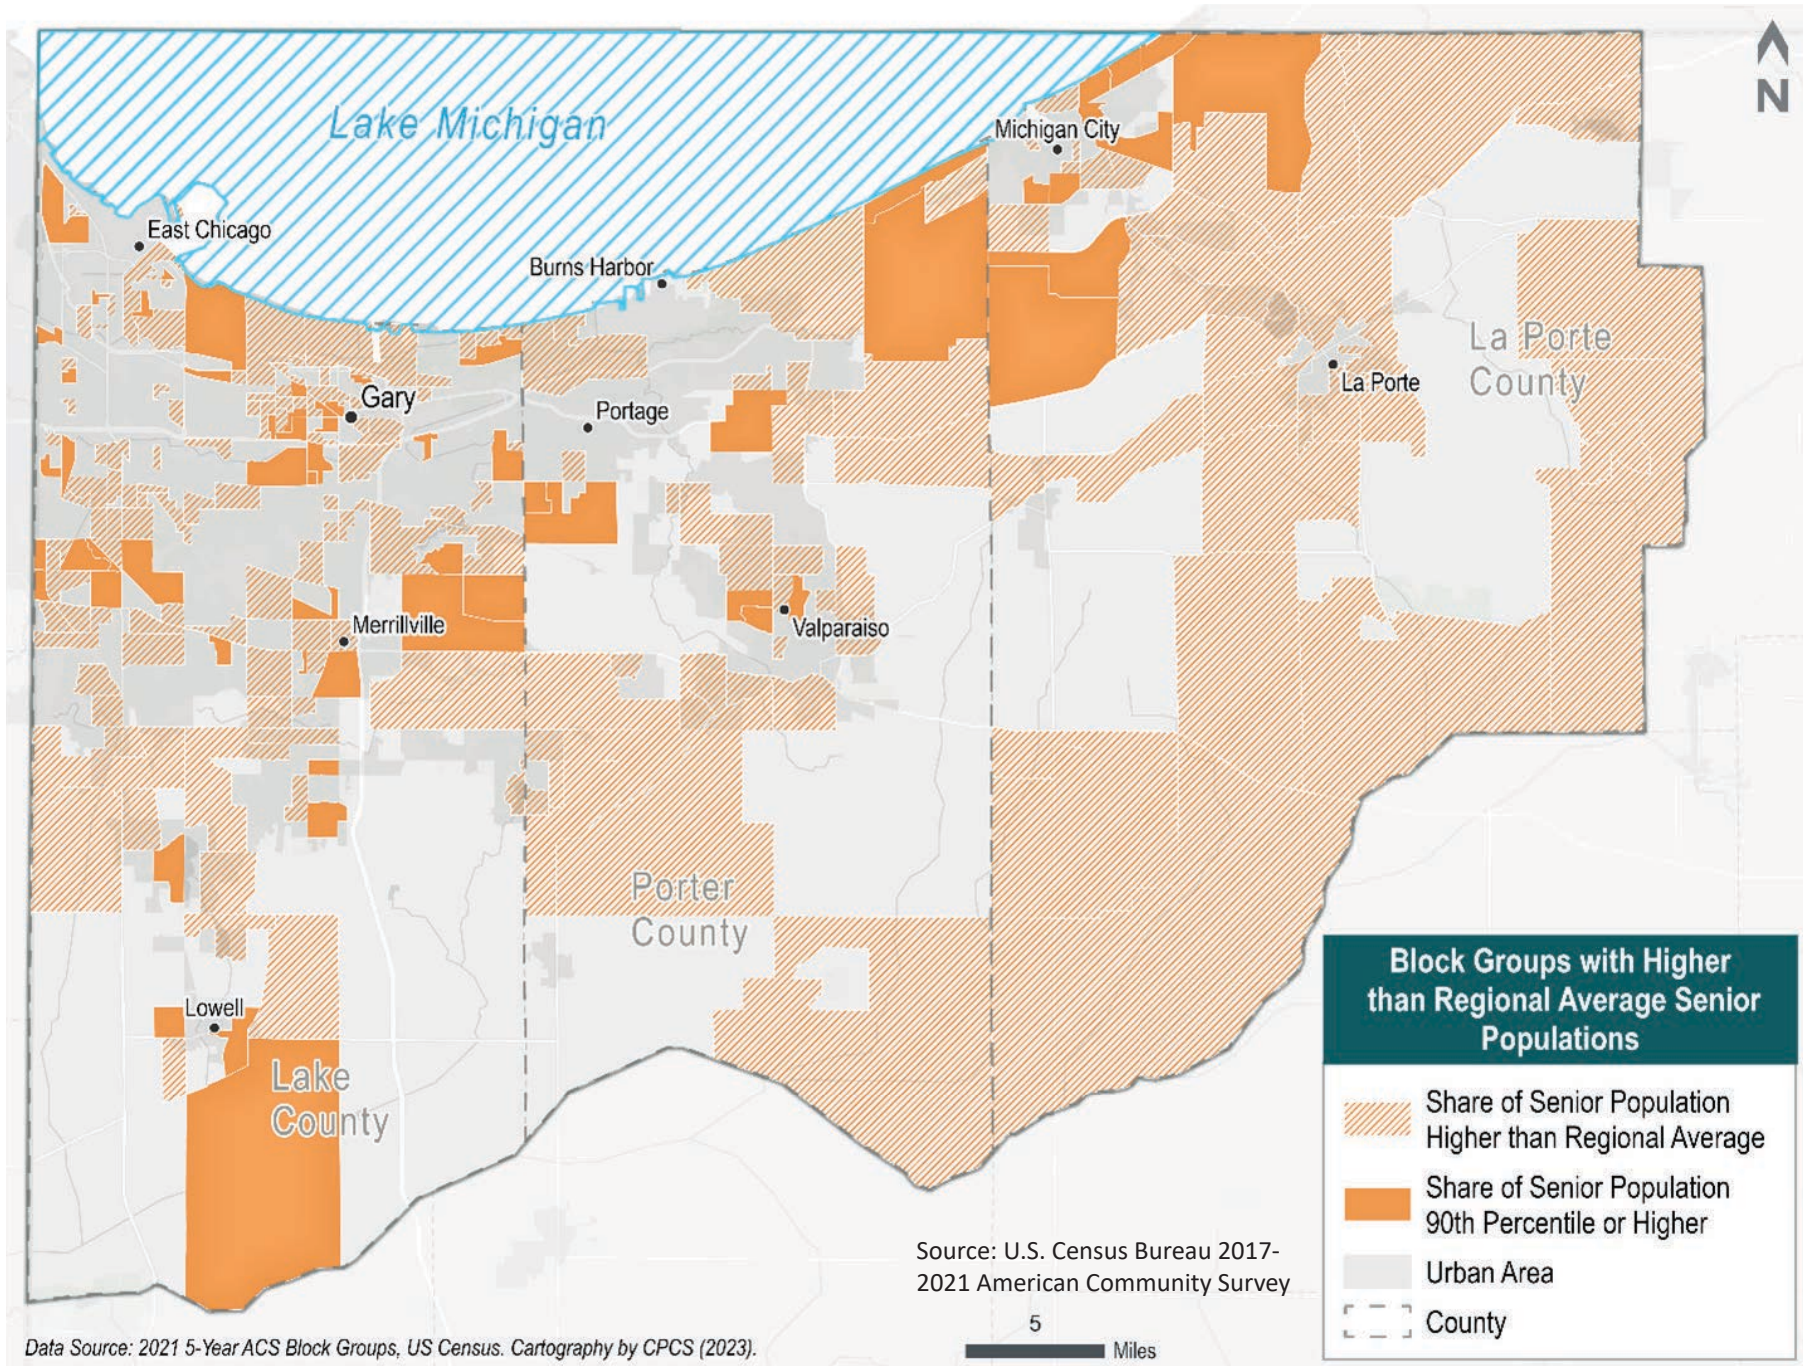 Lake Michigan
N
Michigan City
East Chicago
Burns Harbor
La Porte
County
La Porte
Gary
Portage
Merrillville
Valparaiso
Porter
County
Lowell
Lake
County
Block Groups with Higher
than Regional Average Senior
Populations
Share of Senior Population
Higher than Regional Average
Share of Senior Population
90th Percentile or Higher
Urban Area
County
Source: U.S. Census Bureau 2017-
2021 American Community Survey
5
Miles
Data Source: 2021 5-Year ACS Block Groups, US Census. Cartography by CPCS (2023).